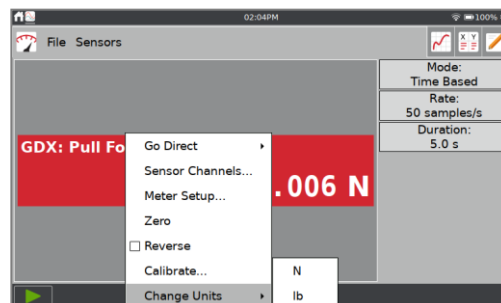 02:04PM
100%
File Sensors
Mode:
Time Based
Rate:
50 samples/s
Duration:
5.0 s
GDX: Pull Fo
.006 N
Go Direct
Sensor Channels...
Meter Setup...
Zero
Reverse
Calibrate...
Change Units
N
lb